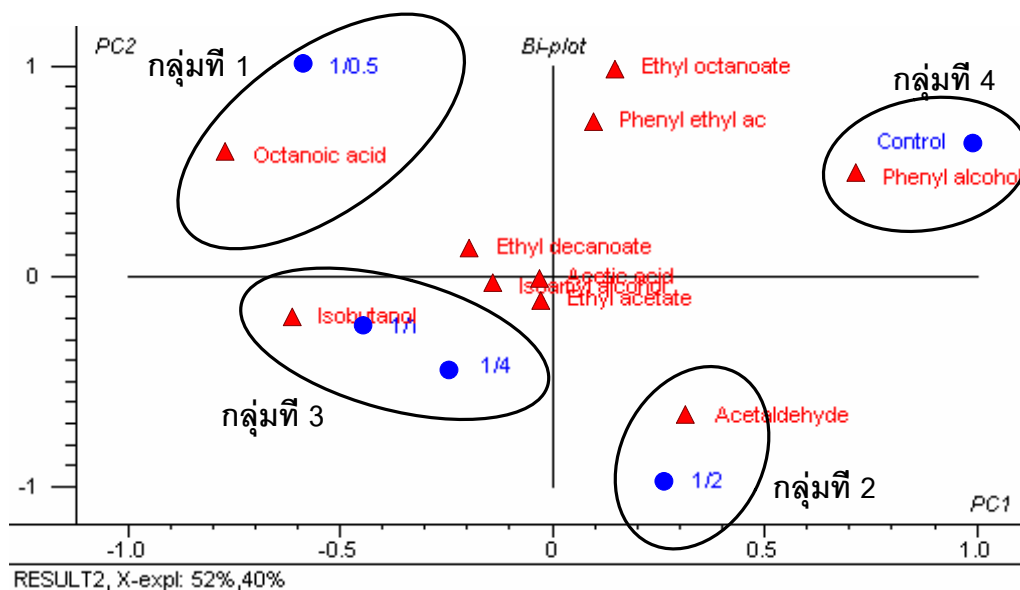 PC2
Bi-plot
กลุ่มที่ 1
1/0.5
Ethyl octanoate
กลุ่มที่ 4
1
Phenyl ethyl ac
Control
Octanoic acid
Phenyl alcohol
Ethyl decanoate
0
Acetic acid
Isoamyl alcohol
Ethyl acetate
Isobutanol
1/1
1/4
กลุ่มที่ 3
Acetaldehyde
1/2
กลุ่มที่ 2
-1
PC1
-1.0 -0.5 0 0.5 1.0
RESULT2, X-expl: 52%,40%